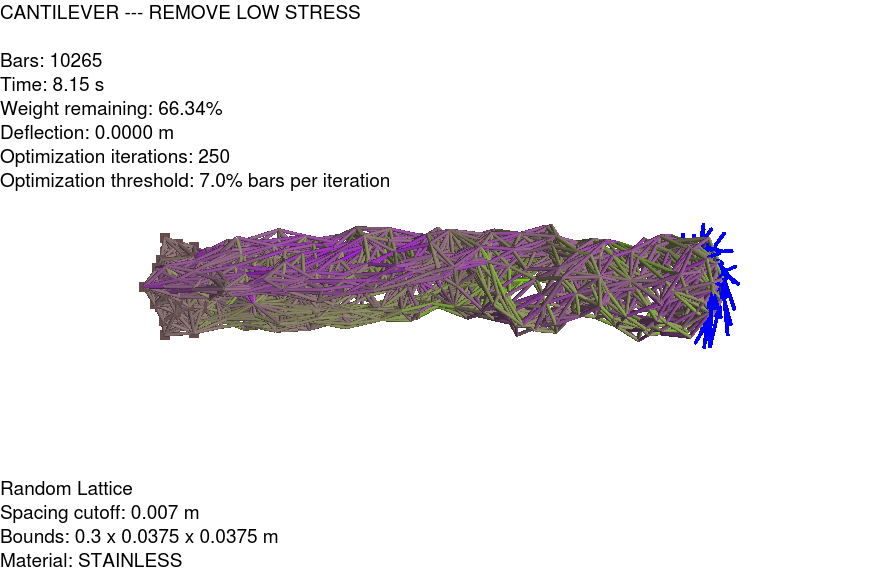 CANTILEVER --- REMOVE LOW STRESS
Bars: 10265
Time: 8.15 s
Weight remaining: 66.34%
Deflection: 0.0000 m
Optimization iterations: 250
Optimization threshold: 7.0% bars per iteration
Random Lattice
Spacing cutoff: 0.007 m
Bounds: 0.3 x 0.0375 x 0.0375 m
Material: STAINLESS